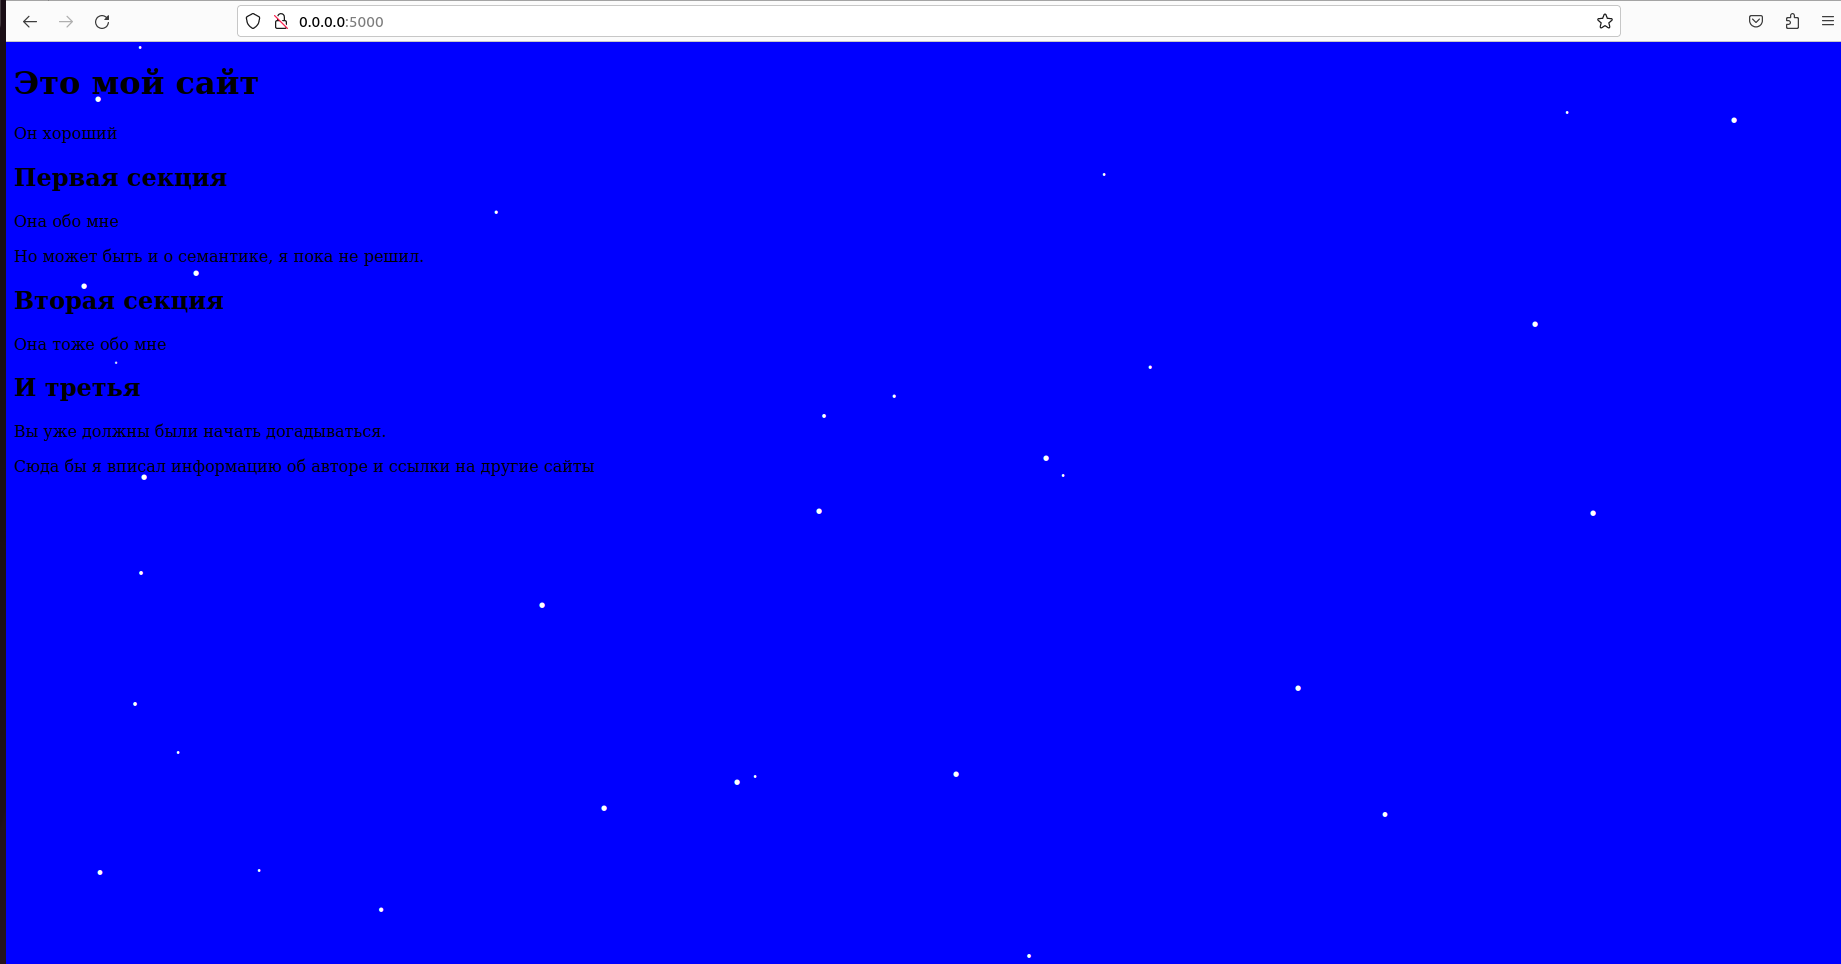 0.0.0.0:5000
Это мой сайт
Он хороший
Первая секция
Она обо мне
Но может быть и о семантике, я пока не решил.
Вторая секция
Она тоже обо мне
И третья
Вы уже должны были начать догадываться.
Сюда бы я вписал информацию об авторе и ссылки на другие сайты